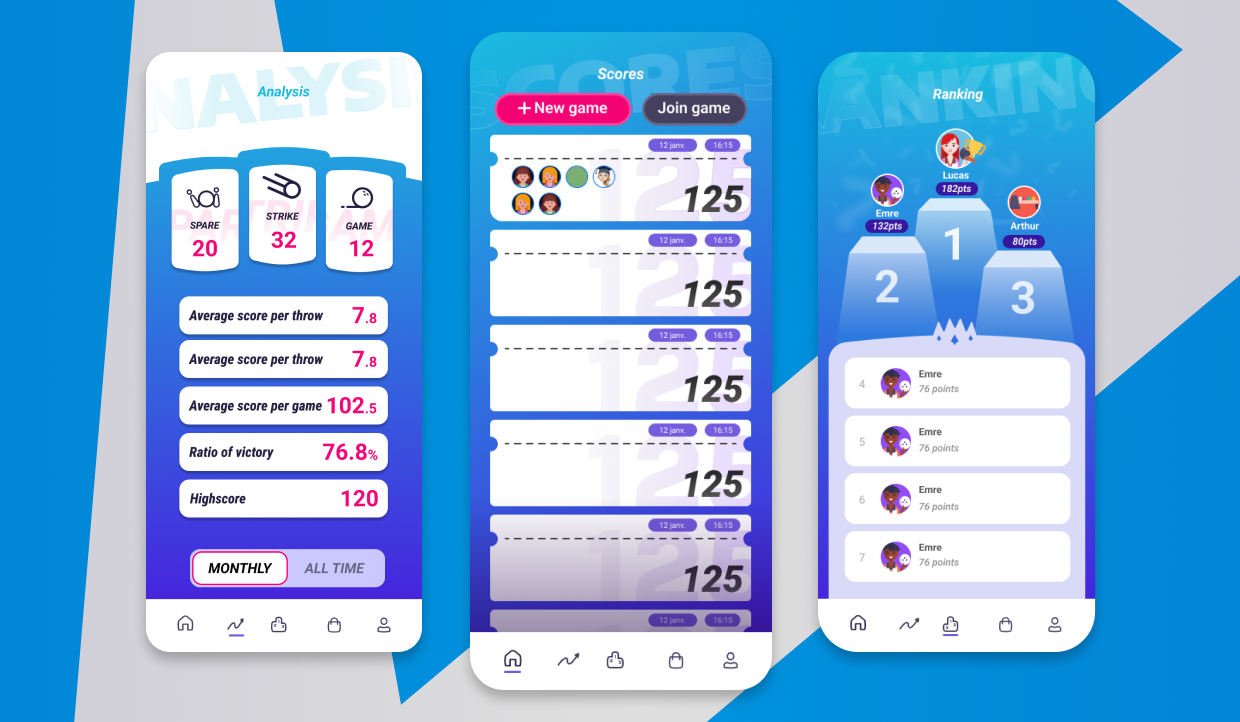 ANALYSIS
Analysis
SPARE
20
STRIKE
32
GAME
12
Average score per throw 7.8
Average score per throw 7.8
Average score per game 102.5
Ratio of victory 76.8%
Highscore 120
MONTHLY ALL TIME
SCORES
Scores
+ New game Join game
12 janv. 16:15
125
125
12 janv. 16:15
125
125
12 janv. 16:15
125
125
12 janv. 16:15
125
125
12 janv. 16:15
125
125
12 janv. 16:15
RANKING
Ranking
Lucas
182pts
Emre
132pts
Arthur
80pts
1
2
3
4 Emre
76 points
5 Emre
76 points
6 Emre
76 points
7 Emre
76 points